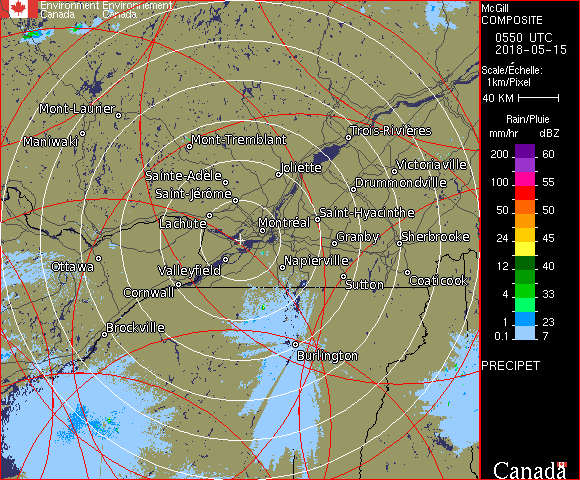 Environment Environnement
Canada Canada
McGill
COMPOSITE
0550 UTC
2018-05-15
Scale/Échelle:
1km/Pixel
40 KM
Rain/Pluie
mm/hr dBZ
200 60
100 55
50 50
24 45
12 40
4 33
1 23
0.1 7
PRECIPET
Canada
Mont-Laurier
Maniwaki
Mont-Tremblant
Trois-Rivières
Joliette
Victoriaville
Sainte-Adèle
Drummondville
Saint-Jérôme
Saint-Hyacinthe
Lachute
Montréal
Granby
Sherbrooke
Ottawa
Valleyfield
Napierville
Cornwall
Sutton
Coaticook
Brockville
Burlington